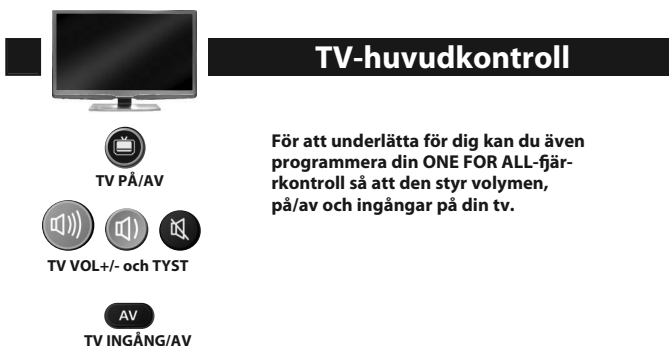 TV-huvudkontroll
TV PÅ/AV
För att underlätta för dig kan du även
programmera din ONE FOR ALL-fjär-
rkontroll så att den styr volymen,
på/av och ingångar på din tv.
TV VOL+/- och TYST
AV
TV INGÅNG/AV